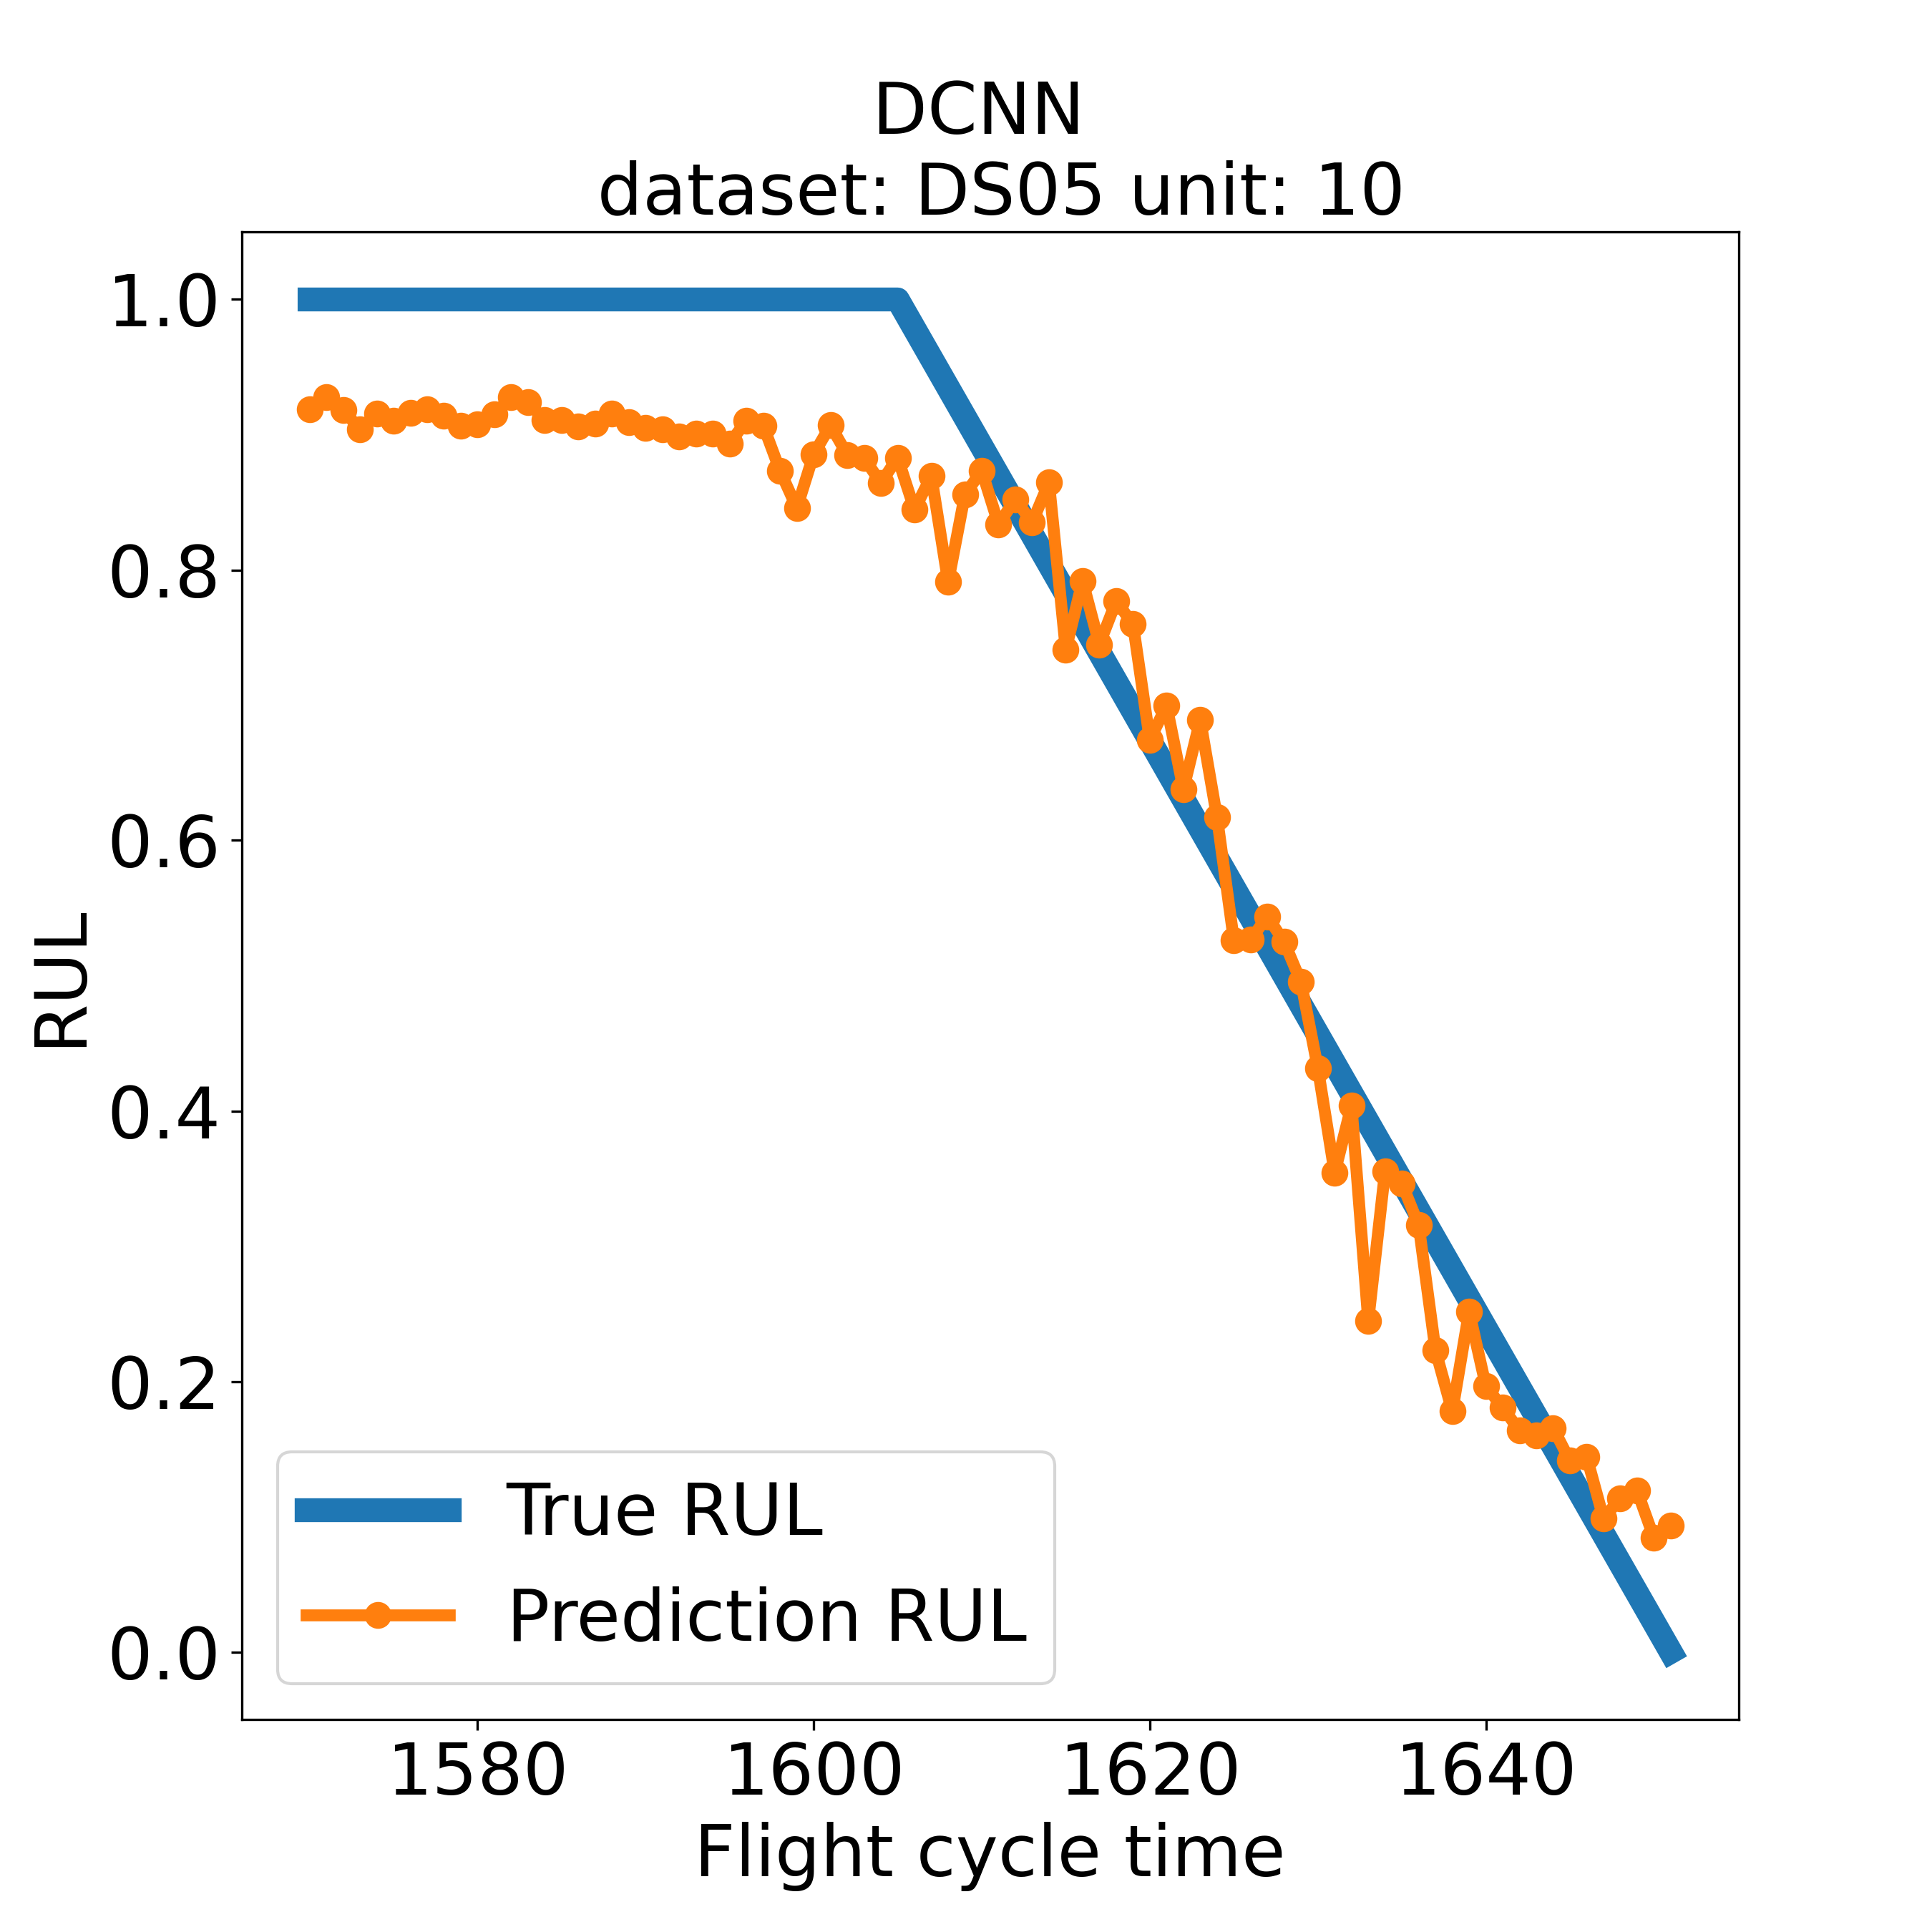 DCNN
dataset: DS05 unit: 10
1.0
0.8
0.6
0.4
0.2
0.0
RUL
True RUL
Prediction RUL
1580 1600 1620 1640
Flight cycle time